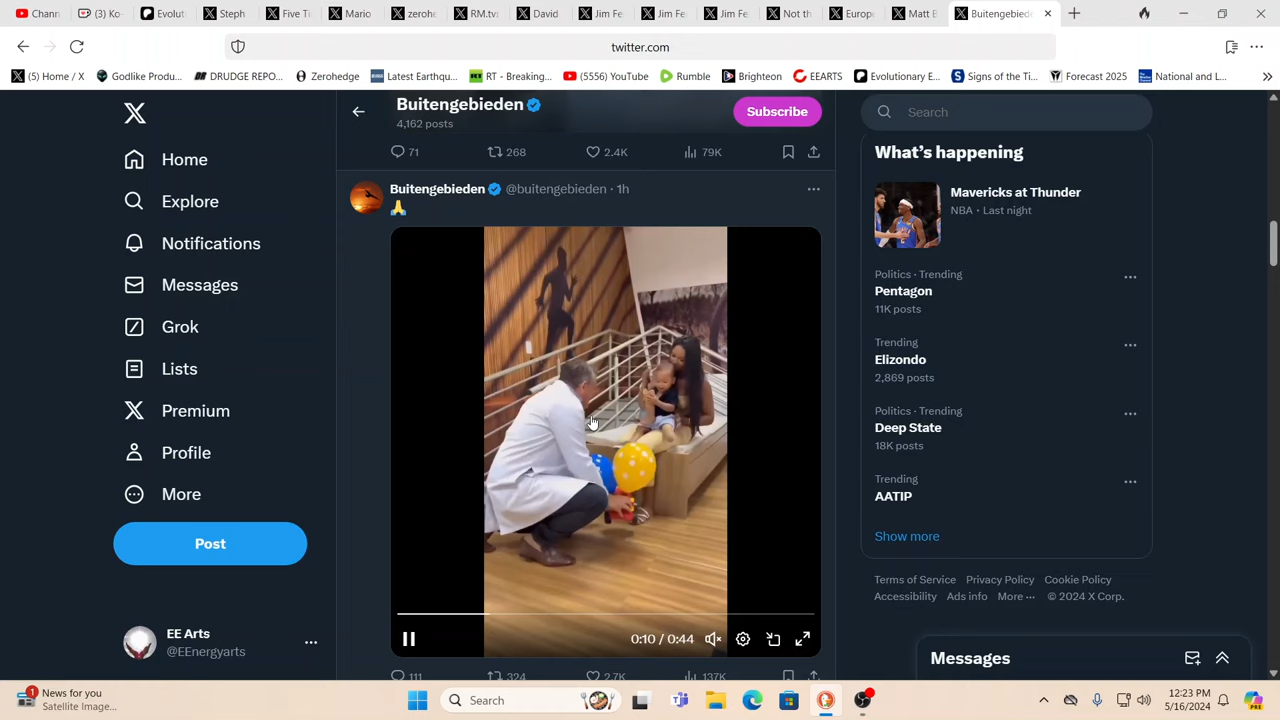 Chann
(3) Ko
Evoluti
Steph
Five Ti
Mario
zerohe
RM.tv
David
Jim Fe
Jim Fe
Jim Fe
Not th
Europe
Matt B
Buitengebiede
twitter.com
(5) Home / X
Godlike Produ...
DRUDGE REPO...
Zerohedge
Latest Earthqu...
RT - Breaking...
(5556) YouTube
Rumble
Brighteon
EEARTS
Evolutionary E...
Signs of the Ti...
Forecast 2025
National and L...
Buitengebieden
4,162 posts
Subscribe
71 268 2.4K 79K
Buitengebieden @buitengebieden · 1h
🙏
0:10 / 0:44
111 324 2.7K 137K
Home
Explore
Notifications
Messages
Grok
Lists
Premium
Profile
More
Post
EE Arts
@EEnergyarts
Search
What's happening
Mavericks at Thunder
NBA · Last night
Politics · Trending
Pentagon
11K posts
Trending
Elizondo
2,869 posts
Politics · Trending
Deep State
18K posts
Trending
AATIP
Show more
Terms of Service Privacy Policy Cookie Policy
Accessibility Ads info More ··· © 2024 X Corp.
Messages
1
News for you
Satellite Image...
Search
12:23 PM
5/16/2024
PRE